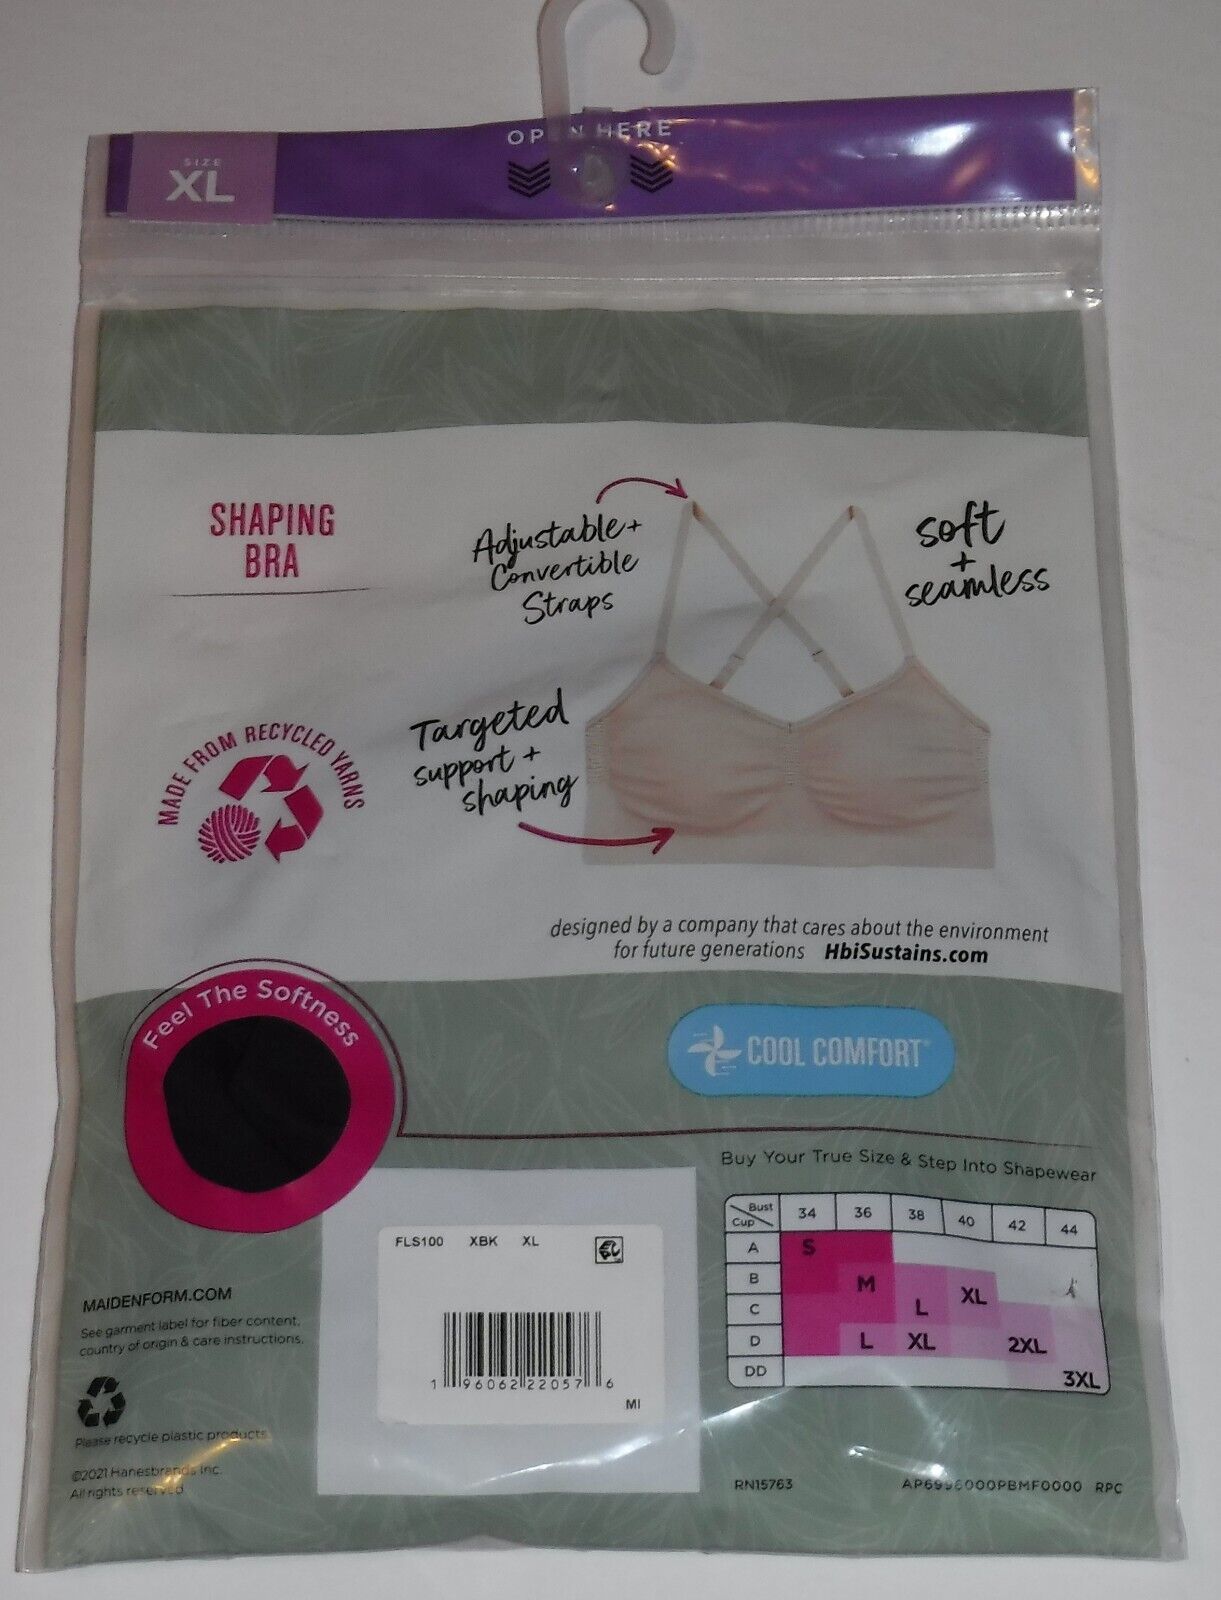 SIZE
XL
OPEN HERE
SHAPING
BRA
Adjustable+
Convertible
Straps
soft
+
seamless
Targeted
support +
shaping
MADE FROM RECYCLED YARNS
designed by a company that cares about the environment
for future generations HbiSustains.com
Feel The Softness
COOL COMFORT®
Buy Your True Size & Step Into Shapewear
Bust
Cup
34 36 38 40 42 44
A S
B M XL
C L
D L XL 2XL
DD 3XL
FLS100 XBK XL
1 96062 22057 6
MI
MAIDENFORM.COM
See garment label for fiber content,
country of origin & care instructions.
Please recycle plastic products.
©2021 Hanesbrands Inc.
All rights reserved
RN15763 RPC